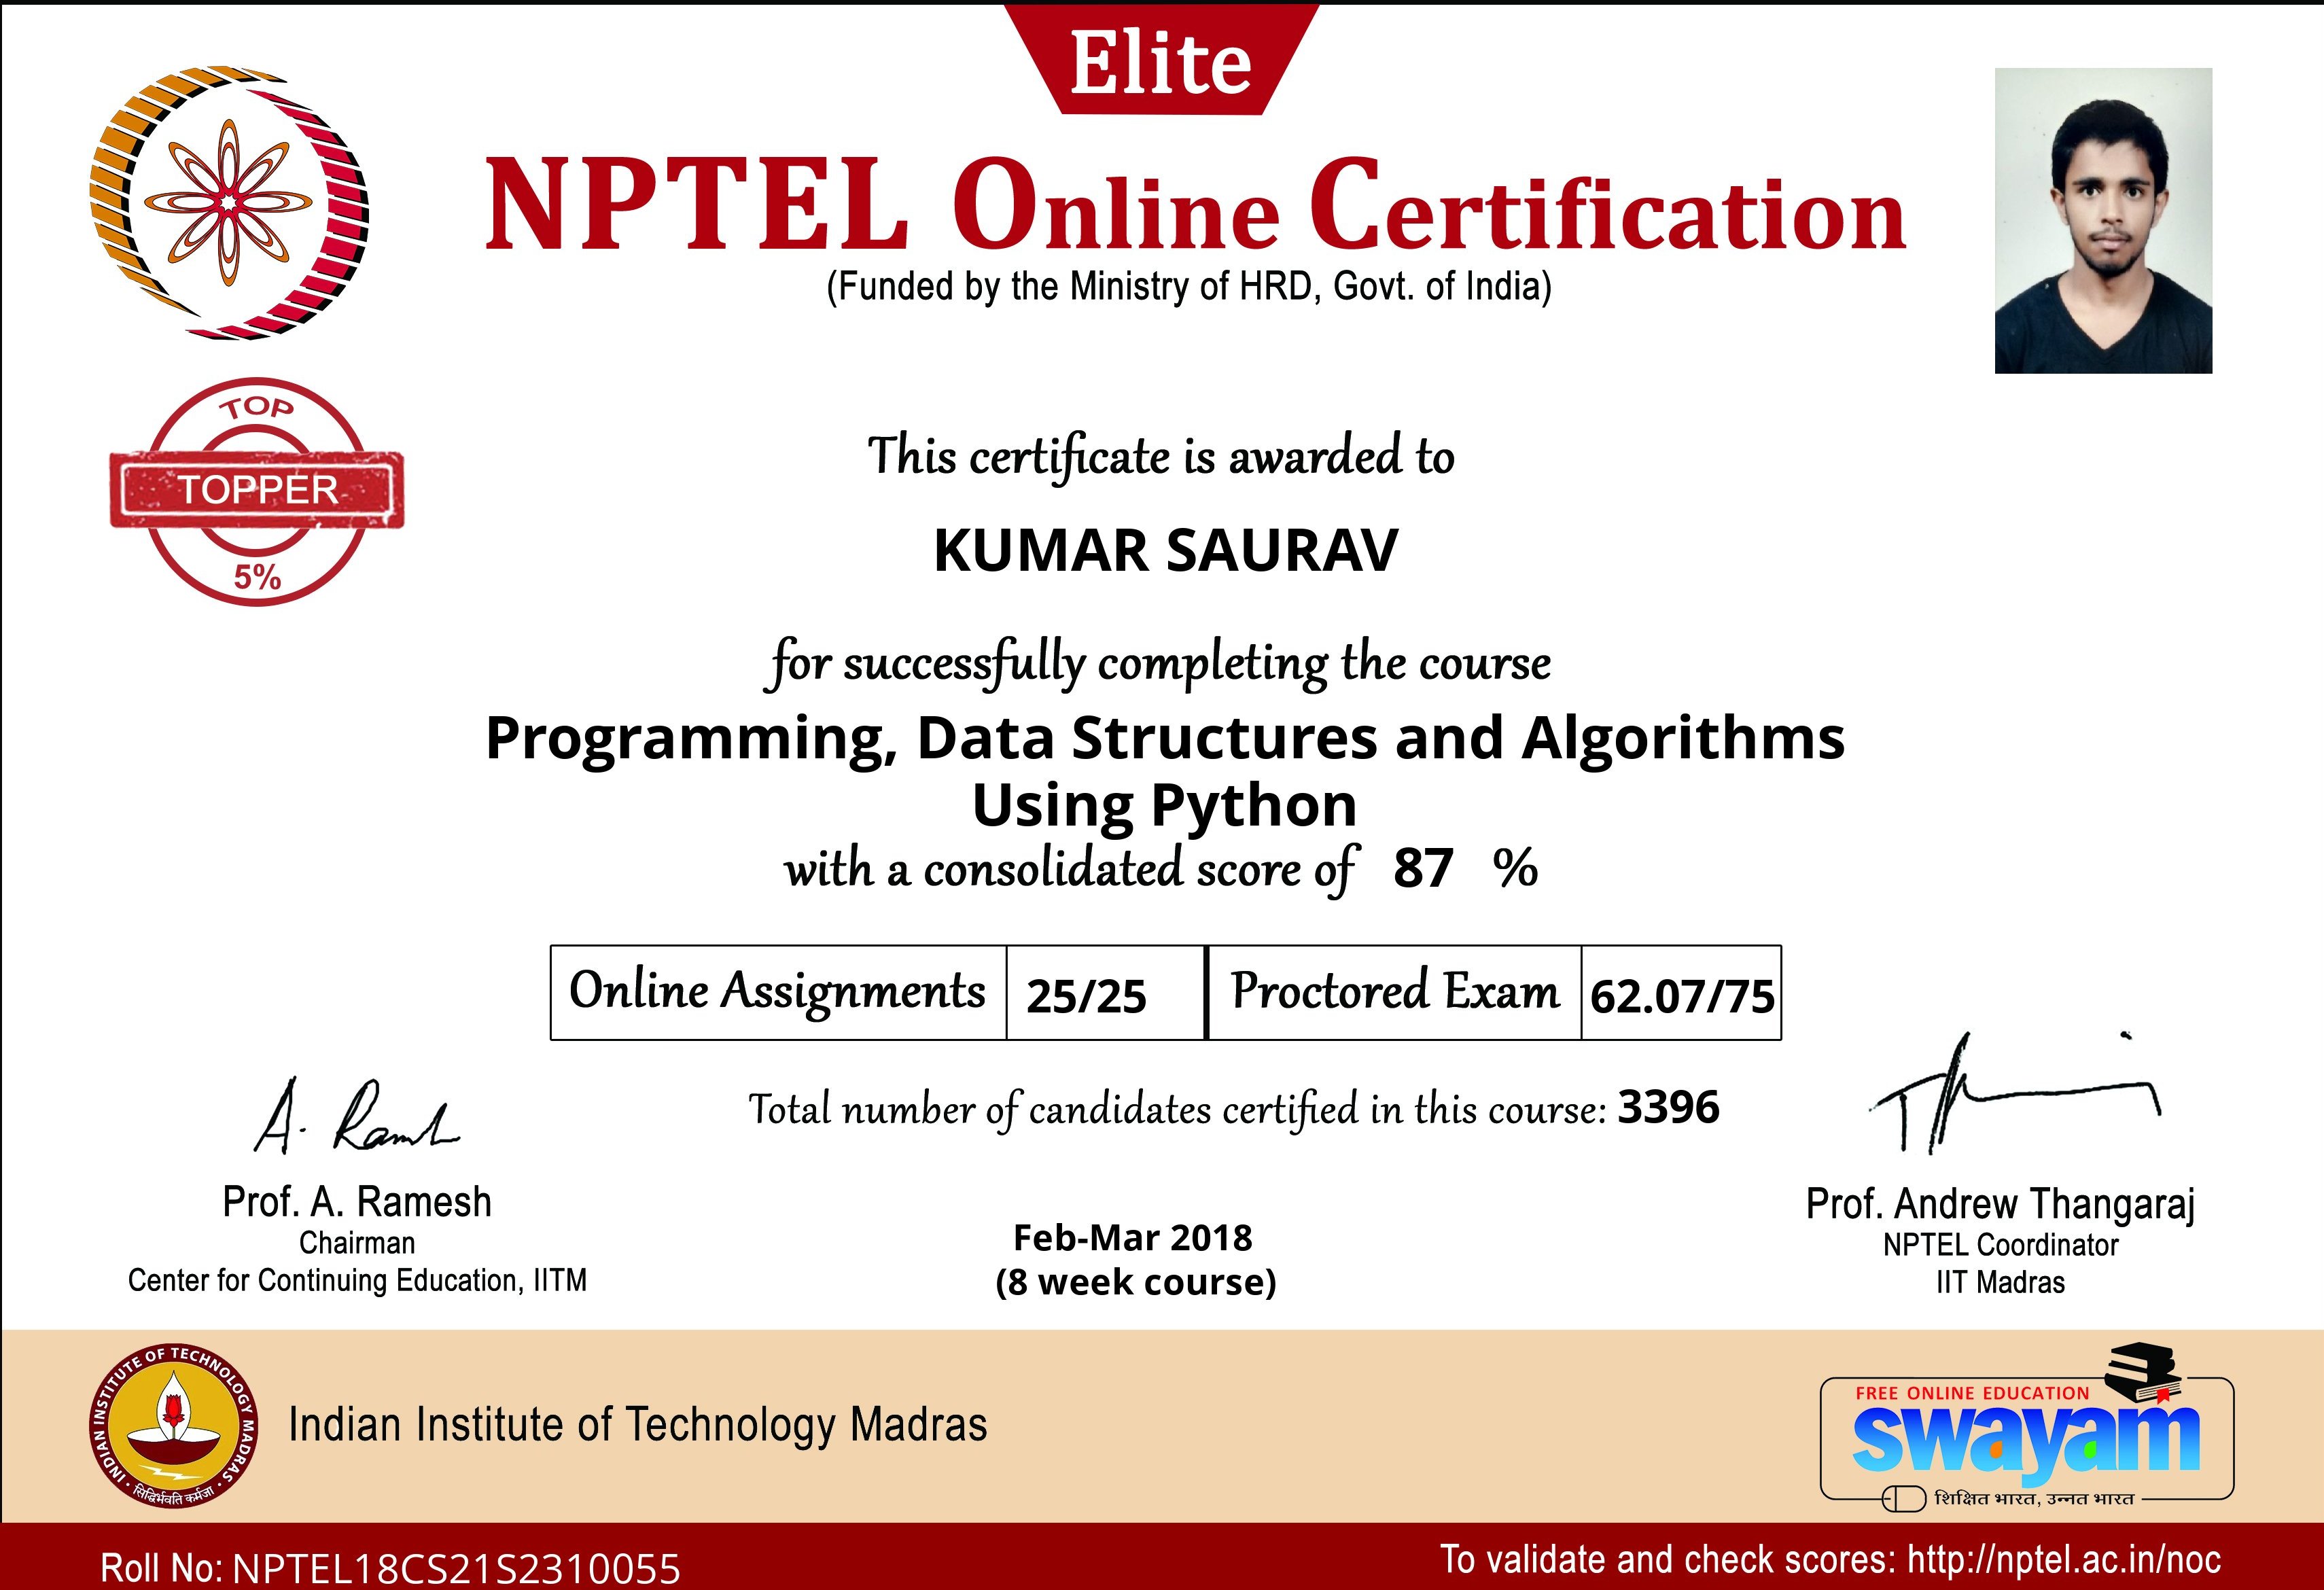 Elite
NPTEL Online Certification
(Funded by the Ministry of HRD, Govt. of India)
TOP
TOPPER
5%
This certificate is awarded to
KUMAR SAURAV
for successfully completing the course
Programming, Data Structures and Algorithms
Using Python
with a consolidated score of 87 %
Online Assignments 25/25 Proctored Exam 62.07/75
Total number of candidates certified in this course: 3396
A. Ramesh
Prof. A. Ramesh
Chairman
Center for Continuing Education, IITM
Feb-Mar 2018
(8 week course)
Prof. Andrew Thangaraj
NPTEL Coordinator
IIT Madras
INDIAN INSTITUTE OF TECHNOLOGY MADRAS
सिद्धिर्भवति कर्मजा
Indian Institute of Technology Madras
FREE ONLINE EDUCATION
swayam
शिक्षित भारत, उन्नत भारत
Roll No: NPTEL18CS21S2310055
To validate and check scores: http://nptel.ac.in/noc